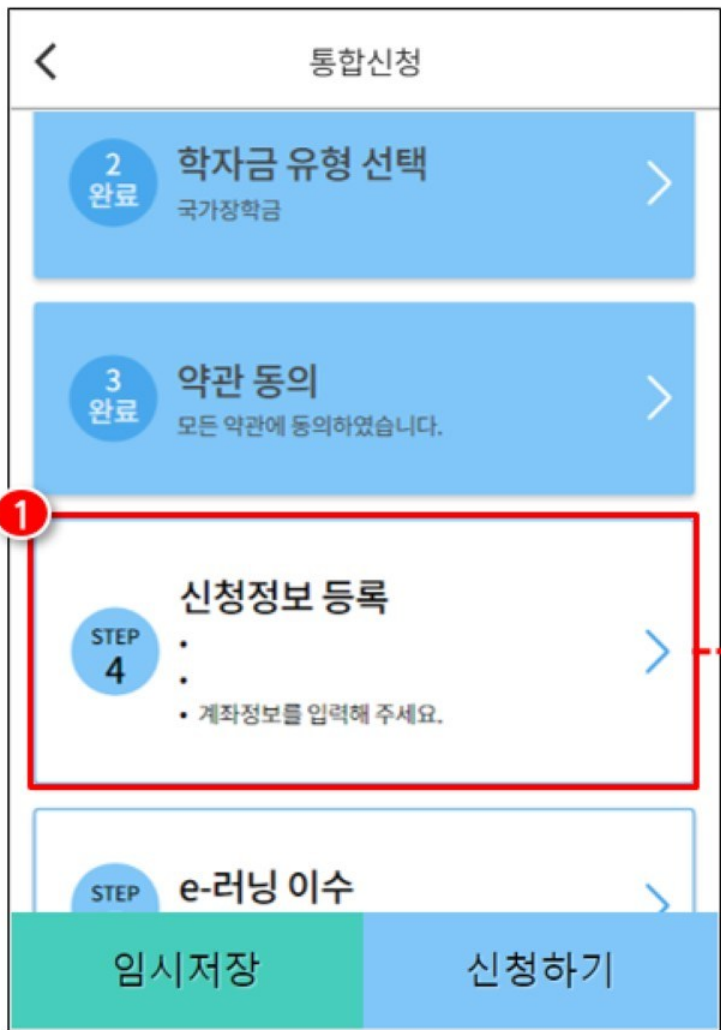 통합신청
2
완료
학자금 유형 선택
국가장학금
3
완료
약관 동의
모든 약관에 동의하였습니다.
1
STEP
4
신청정보 등록
•
•
• 계좌정보를 입력해 주세요.
STEP
e-러닝 이수
임시저장
신청하기